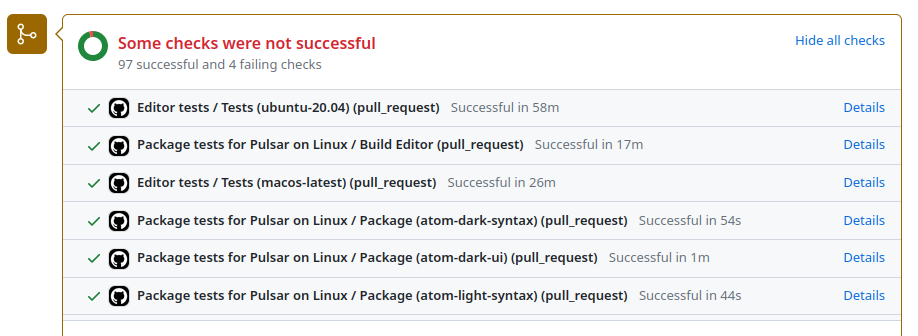 Some checks were not successful
Hide all checks
97 successful and 4 failing checks
Editor tests / Tests (ubuntu-20.04) (pull_request) Successful in 58m Details
Package tests for Pulsar on Linux / Build Editor (pull_request) Successful in 17m Details
Editor tests / Tests (macos-latest) (pull_request) Successful in 26m Details
Package tests for Pulsar on Linux / Package (atom-dark-syntax) (pull_request) Successful in 54s Details
Package tests for Pulsar on Linux / Package (atom-dark-ui) (pull_request) Successful in 1m Details
Package tests for Pulsar on Linux / Package (atom-light-syntax) (pull_request) Successful in 44s Details